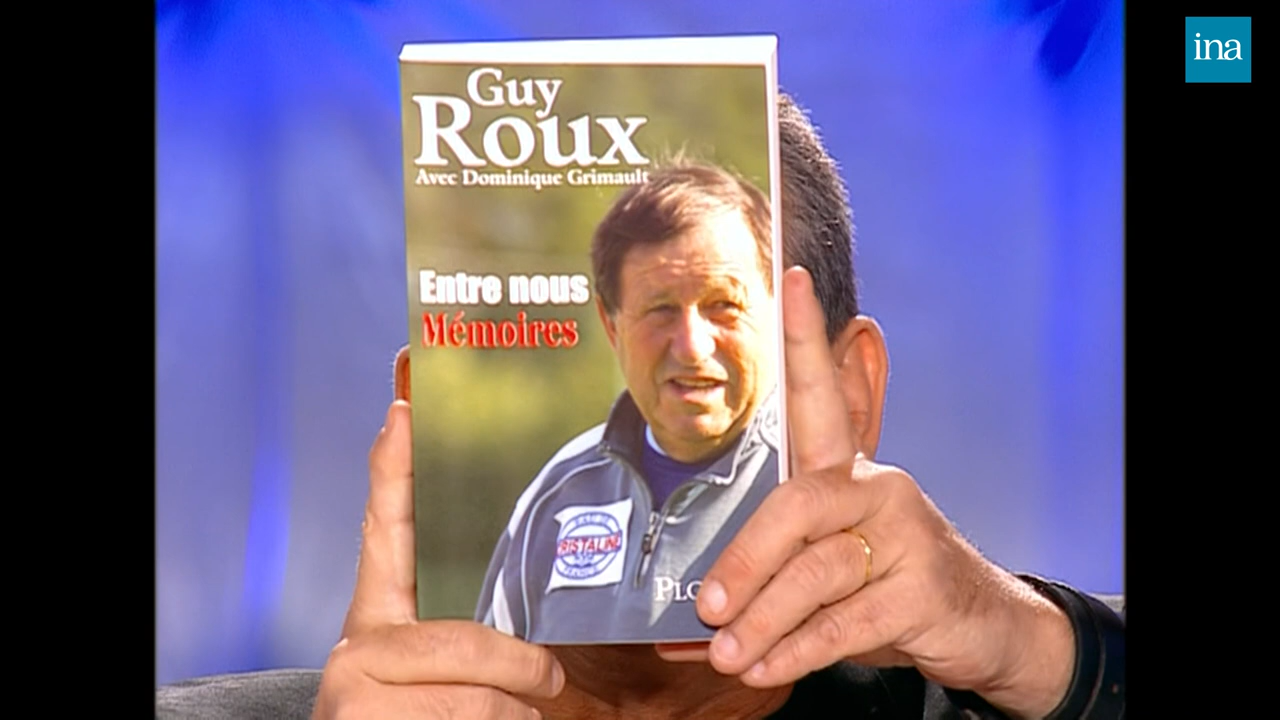 ina
Guy
Roux
Avec Dominique Grimault
Entre nous
Mémoires